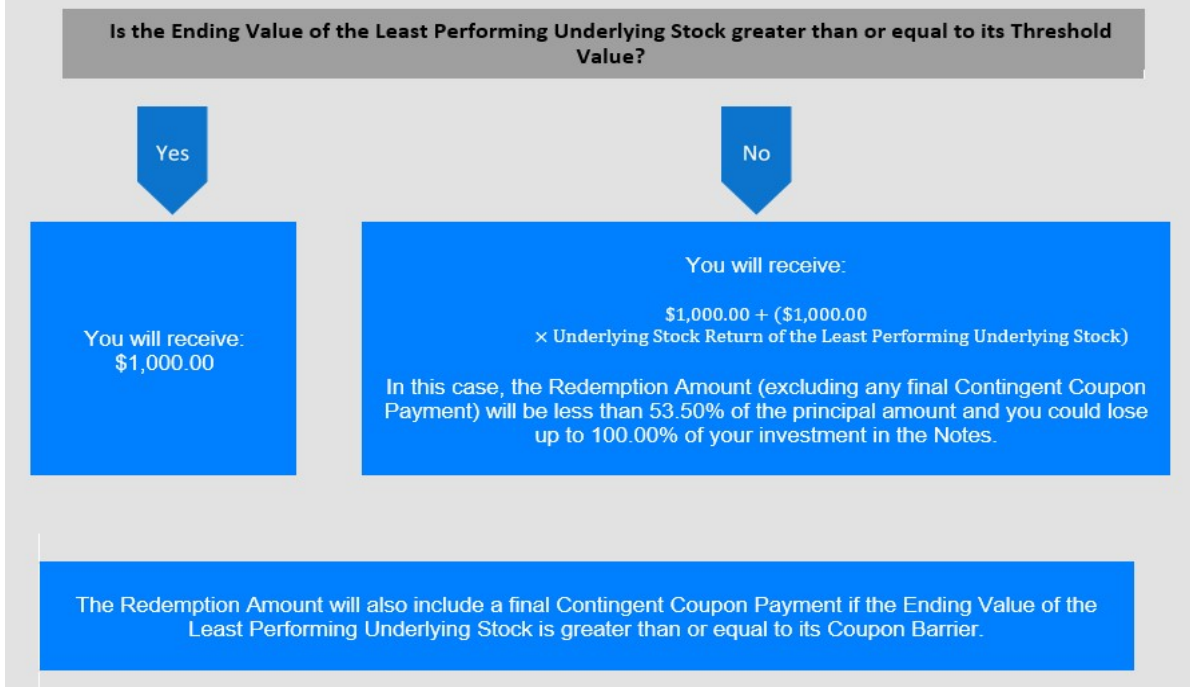 Is the Ending Value of the Least Performing Underlying Stock greater than or equal to its Threshold
Value?
Yes
No
You will receive:
$1,000.00
You will receive:
$1,000.00 + ($1,000.00
× Underlying Stock Return of the Least Performing Underlying Stock)
In this case, the Redemption Amount (excluding any final Contingent Coupon
Payment) will be less than 53.50% of the principal amount and you could lose
up to 100.00% of your investment in the Notes.
The Redemption Amount will also include a final Contingent Coupon Payment if the Ending Value of the
Least Performing Underlying Stock is greater than or equal to its Coupon Barrier.